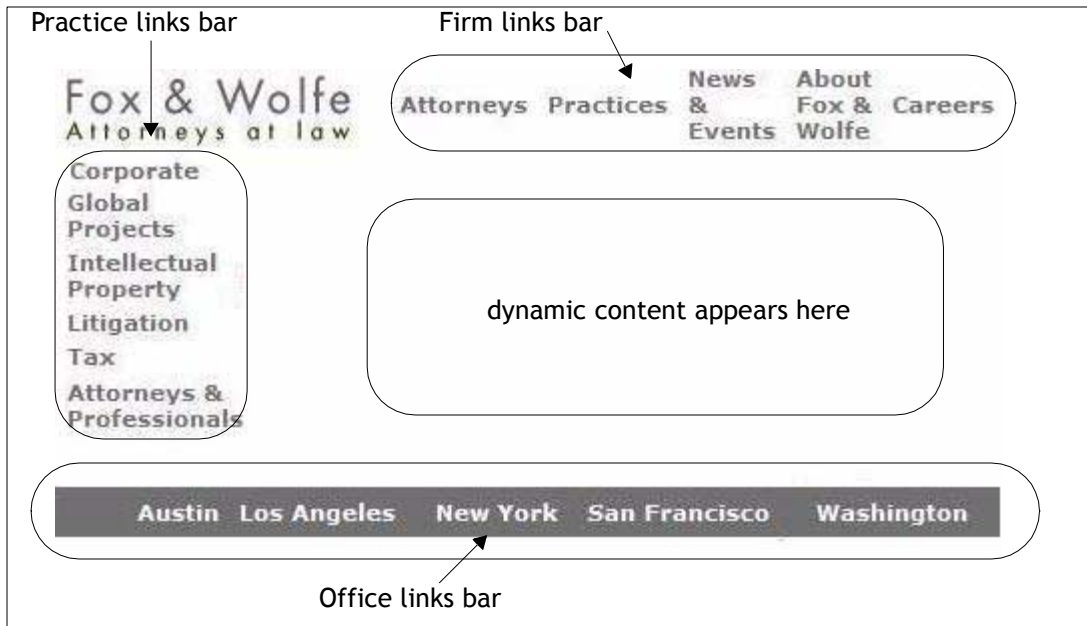 Practice links bar
Firm links bar
Fox & Wolfe
Attorneys at law
Attorneys Practices News & Events About Fox & Wolfe Careers
Corporate
Global
Projects
Intellectual
Property
Litigation
Tax
Attorneys &
Professionals
dynamic content appears here
Austin Los Angeles New York San Francisco Washington
Office links bar